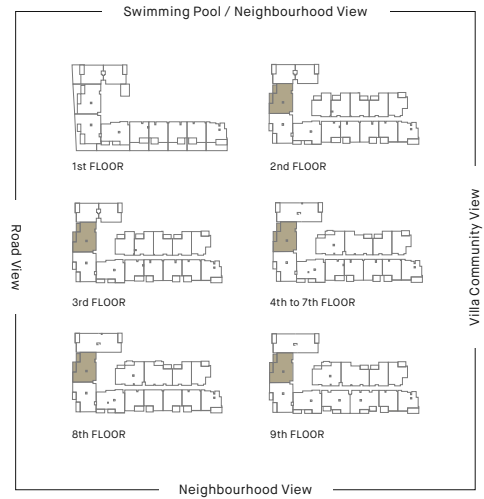 Swimming Pool / Neighbourhood View
1st FLOOR
2nd FLOOR
Road View
Villa Community View
3rd FLOOR
4th to 7th FLOOR
8th FLOOR
9th FLOOR
Neighbourhood View